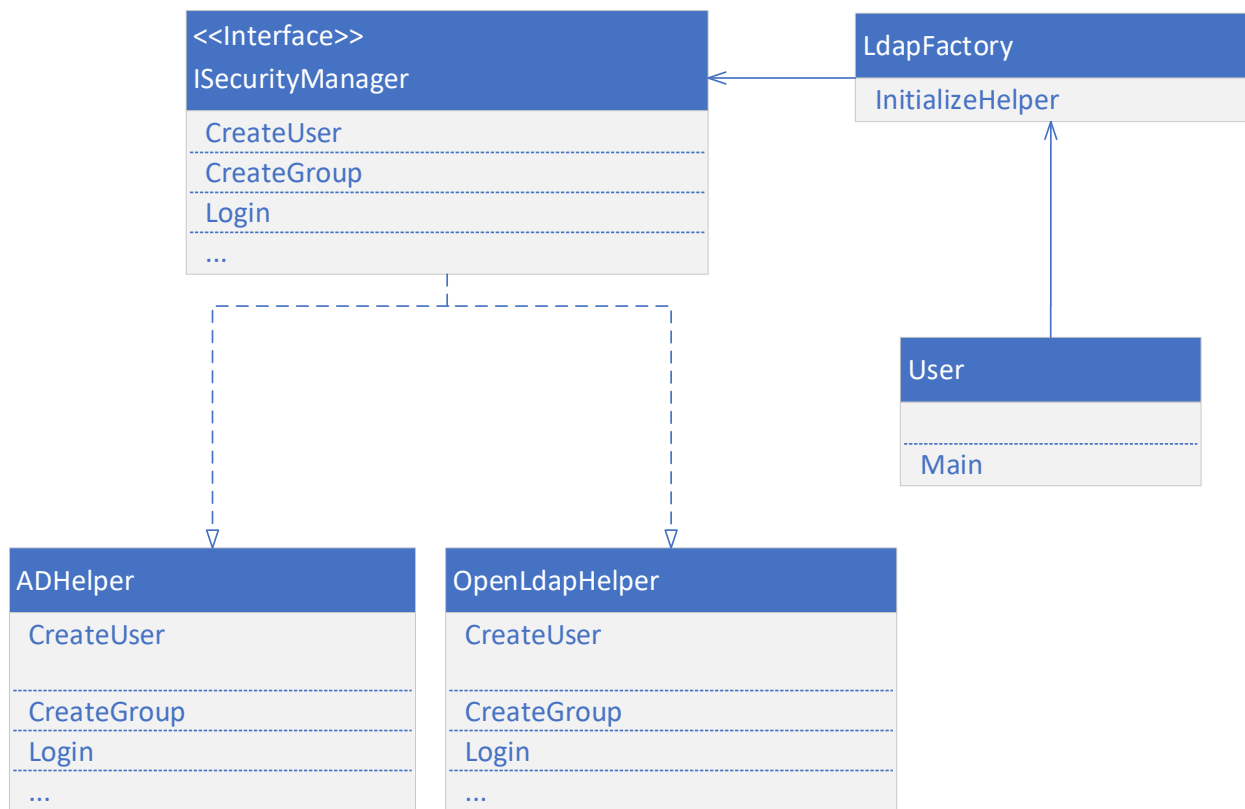 <<Interface>>
ISecurityManager
CreateUser
CreateGroup
Login
...
LdapFactory
InitializeHelper
User
Main
ADHelper
CreateUser
CreateGroup
Login
...
OpenLdapHelper
CreateUser
CreateGroup
Login
...